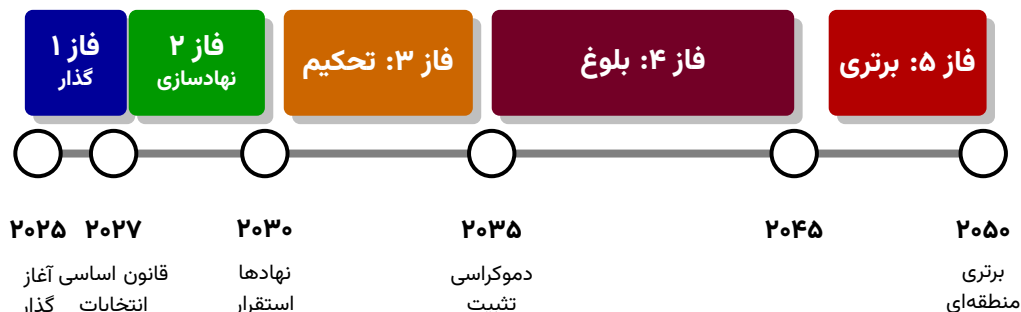 فاز ۱
گذار
فاز ۲
نهادسازی
فاز ۳: تحکیم
فاز ۴: بلوغ
فاز ۵: برتری
۲۰۲۵
۲۰۲۷
۲۰۳۰
۲۰۳۵
۲۰۴۵
۲۰۵۰
آغاز
گذار
قانون اساسی
انتخابات
نهادها
استقرار
دموکراسی
تثبیت
برتری
منطقه‌ای